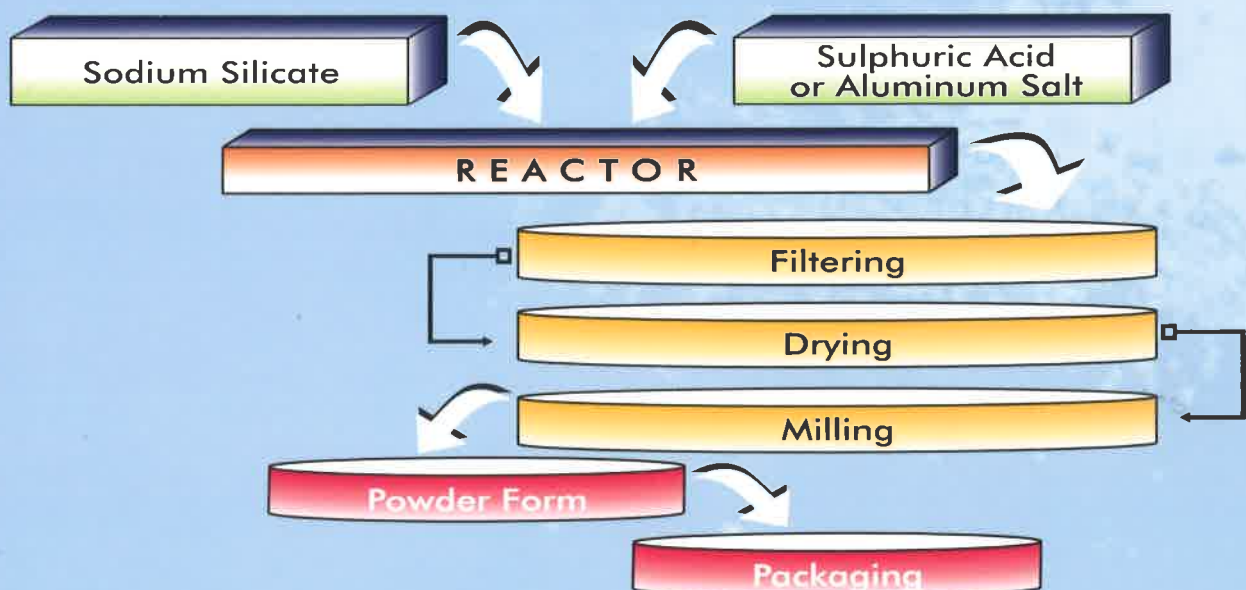 Sodium Silicate
Sulphuric Acid
or Aluminum Salt
REACTOR
Filtering
Drying
Milling
Powder Form
Packaging